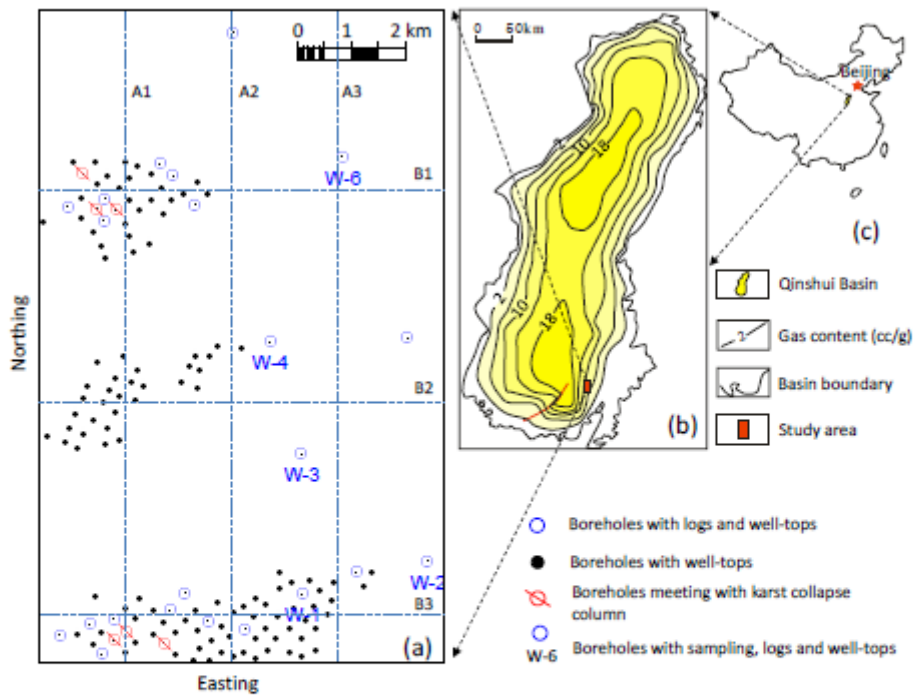 0 1 2 km
A1
A2
A3
B1
W-6
W-4
B2
W-3
W-2
B3
W-1
(a)
Northing
Easting
0 50km
2
10
18
2
10
18
(b)
Beijing
(c)
Qinshui Basin
2
Gas content (cc/g)
Basin boundary
Study area
Boreholes with logs and well-tops
Boreholes with well-tops
Boreholes meeting with karst collapse
column
W-6
Boreholes with sampling, logs and well-tops